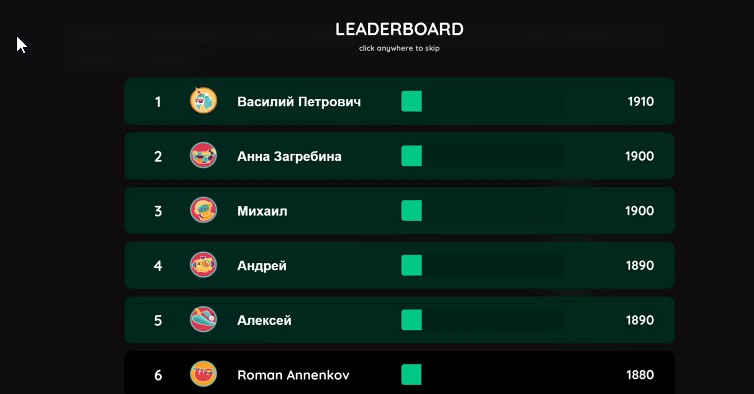 LEADERBOARD
click anywhere to skip
1 Василий Петрович 1910
2 Анна Загребина 1900
3 Михаил 1900
4 Андрей 1890
5 Алексей 1890
6 Roman Annenkov 1880